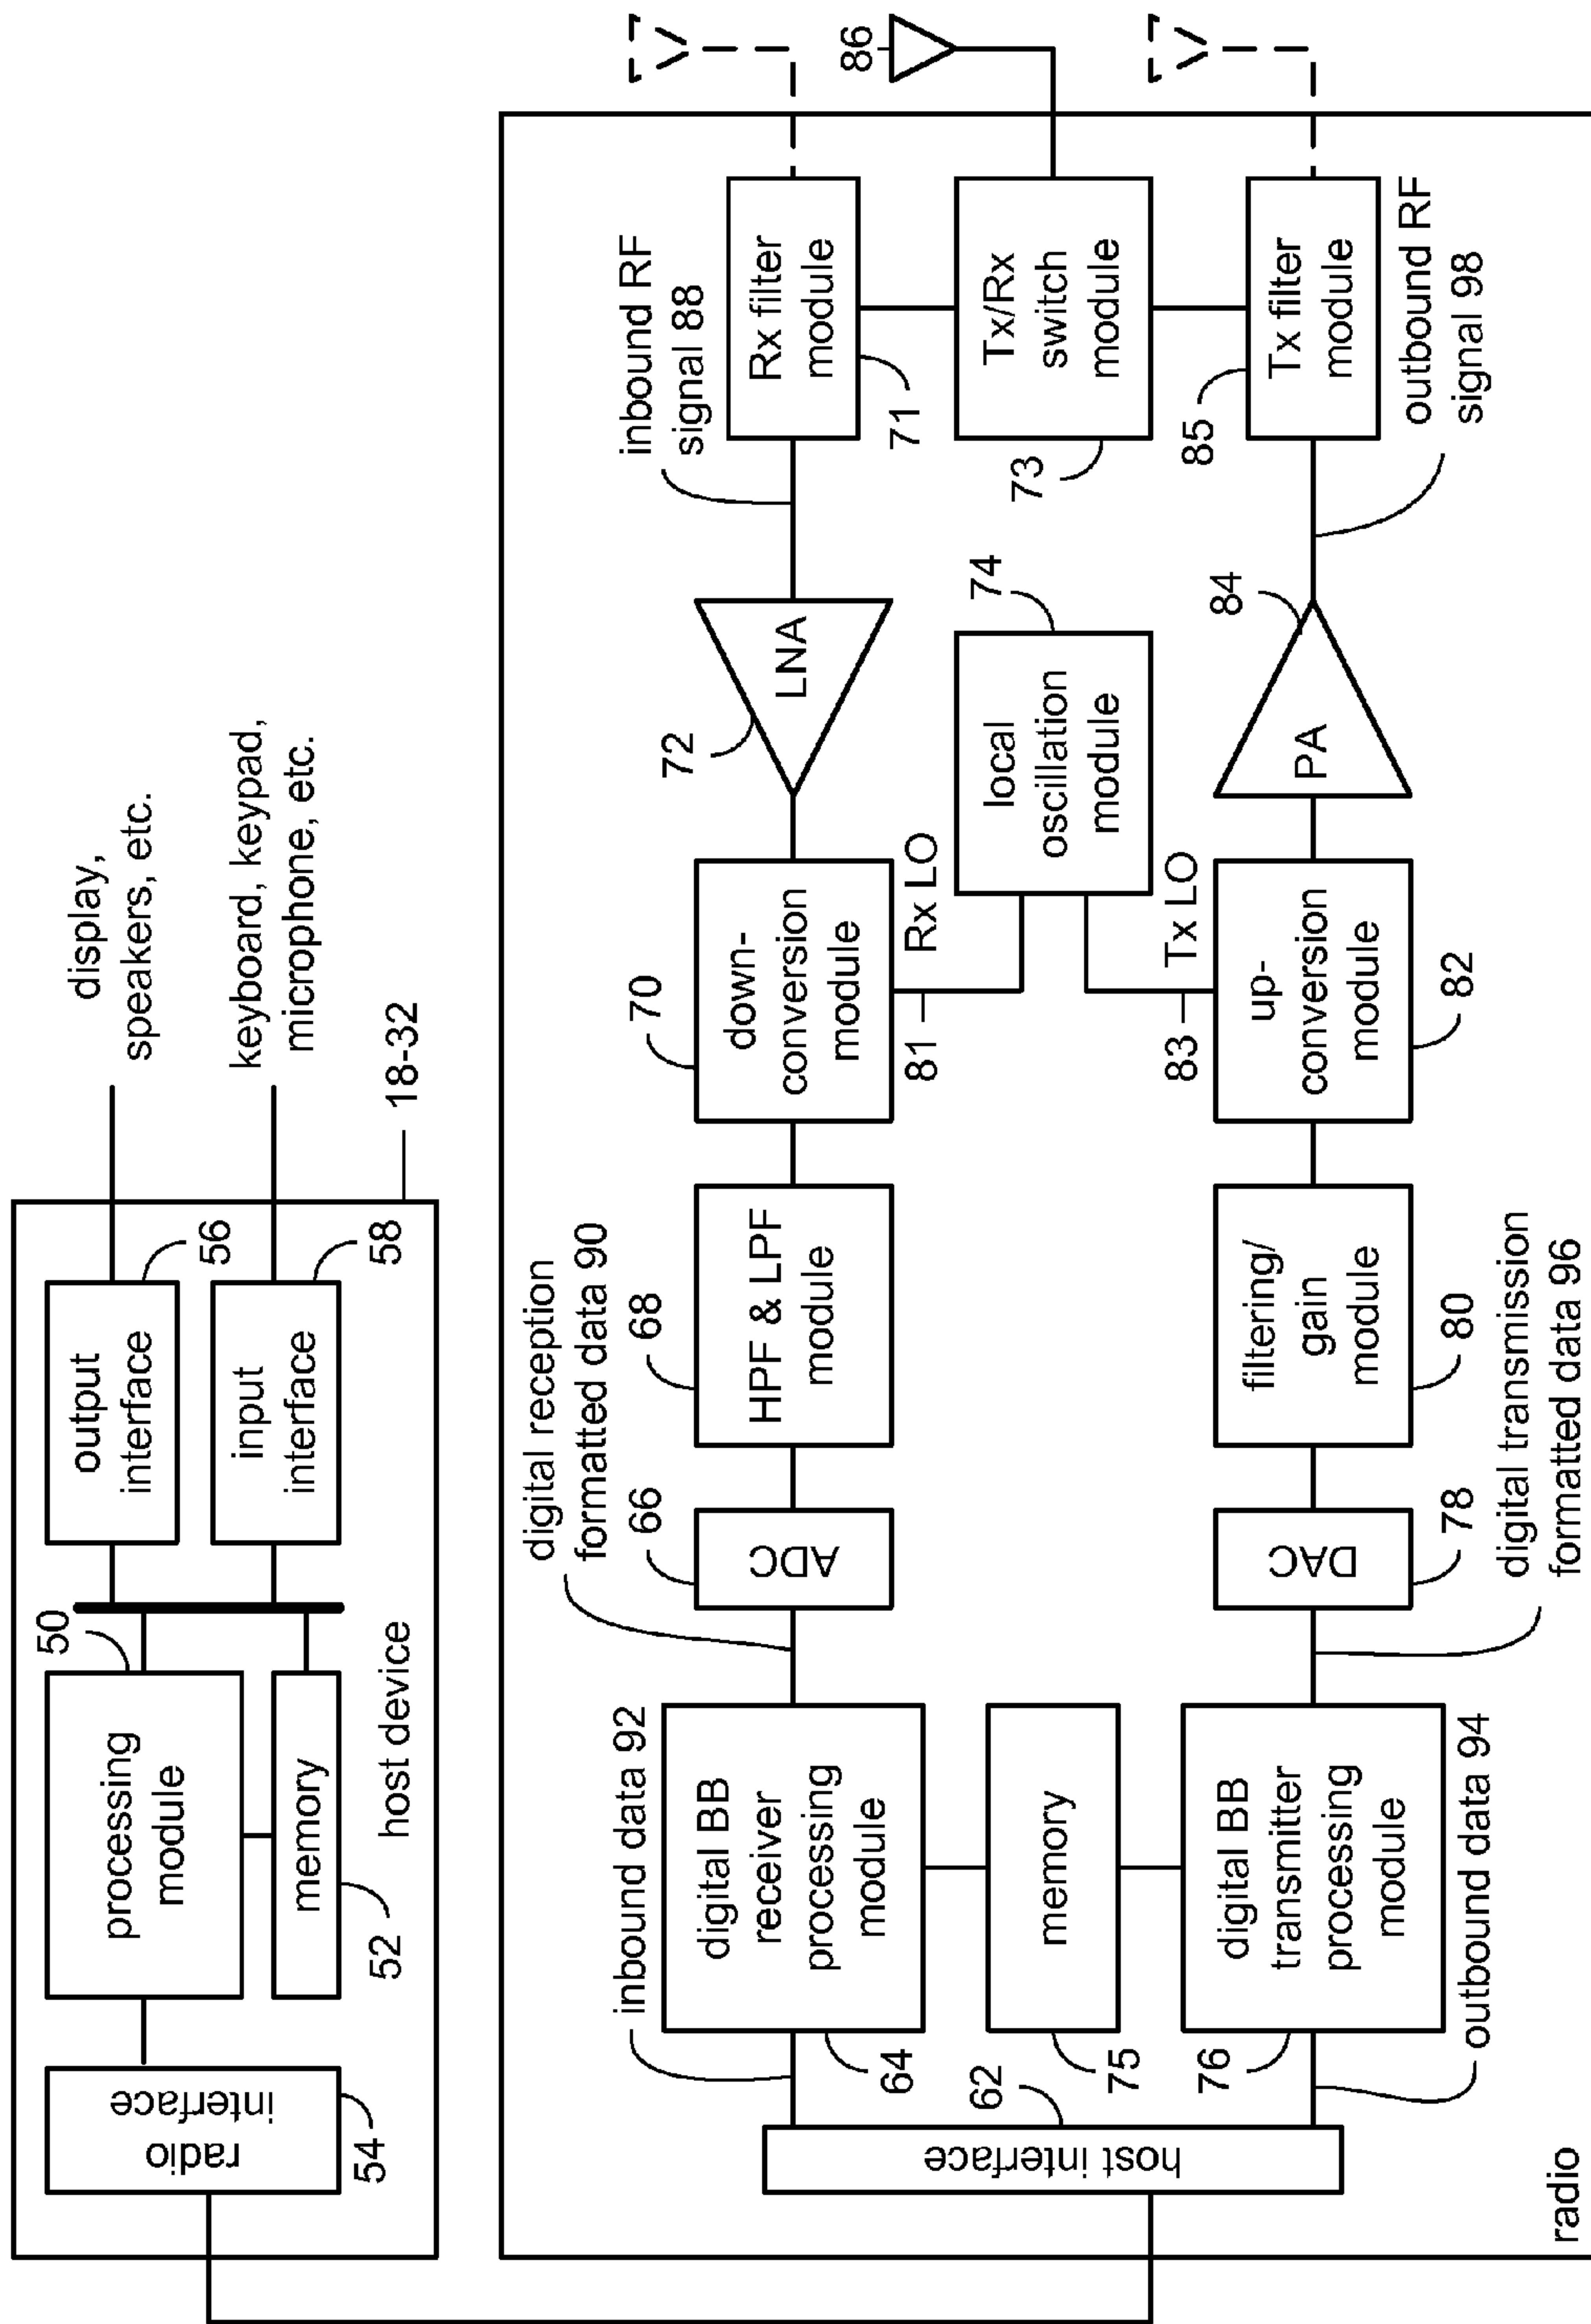 display,
speakers, etc.
keyboard, keypad,
microphone, etc.
18-32
output
interface
56
input
interface
58
50
processing
module
memory
52
host device
radio
interface
54
inbound RF
signal 88
Rx filter
module
71
86
Tx/Rx
switch
module
73
Tx filter
module
85
outbound RF
signal 98
LNA
72
local
oscillation
module
74
PA
84
down-
conversion
module
70
Rx LO
81
Tx LO
83
up-
conversion
module
82
HPF & LPF
module
68
filtering/
gain
module
80
digital reception
formatted data 90
ADC
66
DAC
78
digital transmission
formatted data 96
inbound data 92
digital BB
receiver
processing
module
64
memory
75
digital BB
transmitter
processing
module
76
outbound data 94
62
host interface
radio